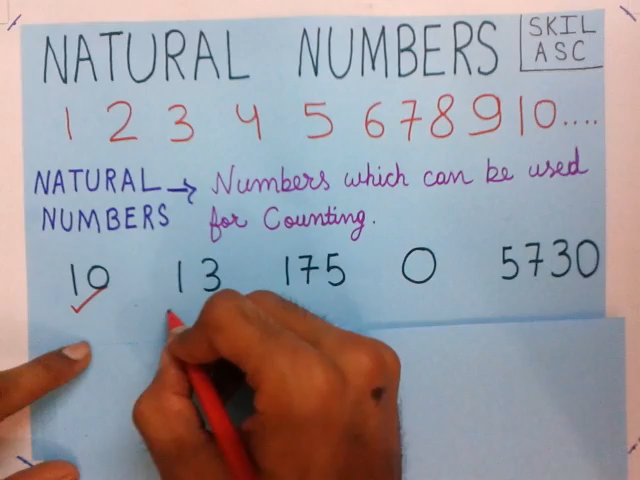 NATURAL NUMBERS
SKIL
ASC
1 2 3 4 5 6 7 8 9 10....
NATURAL → Numbers which can be used
NUMBERS for Counting.
10 13 175 0 5730